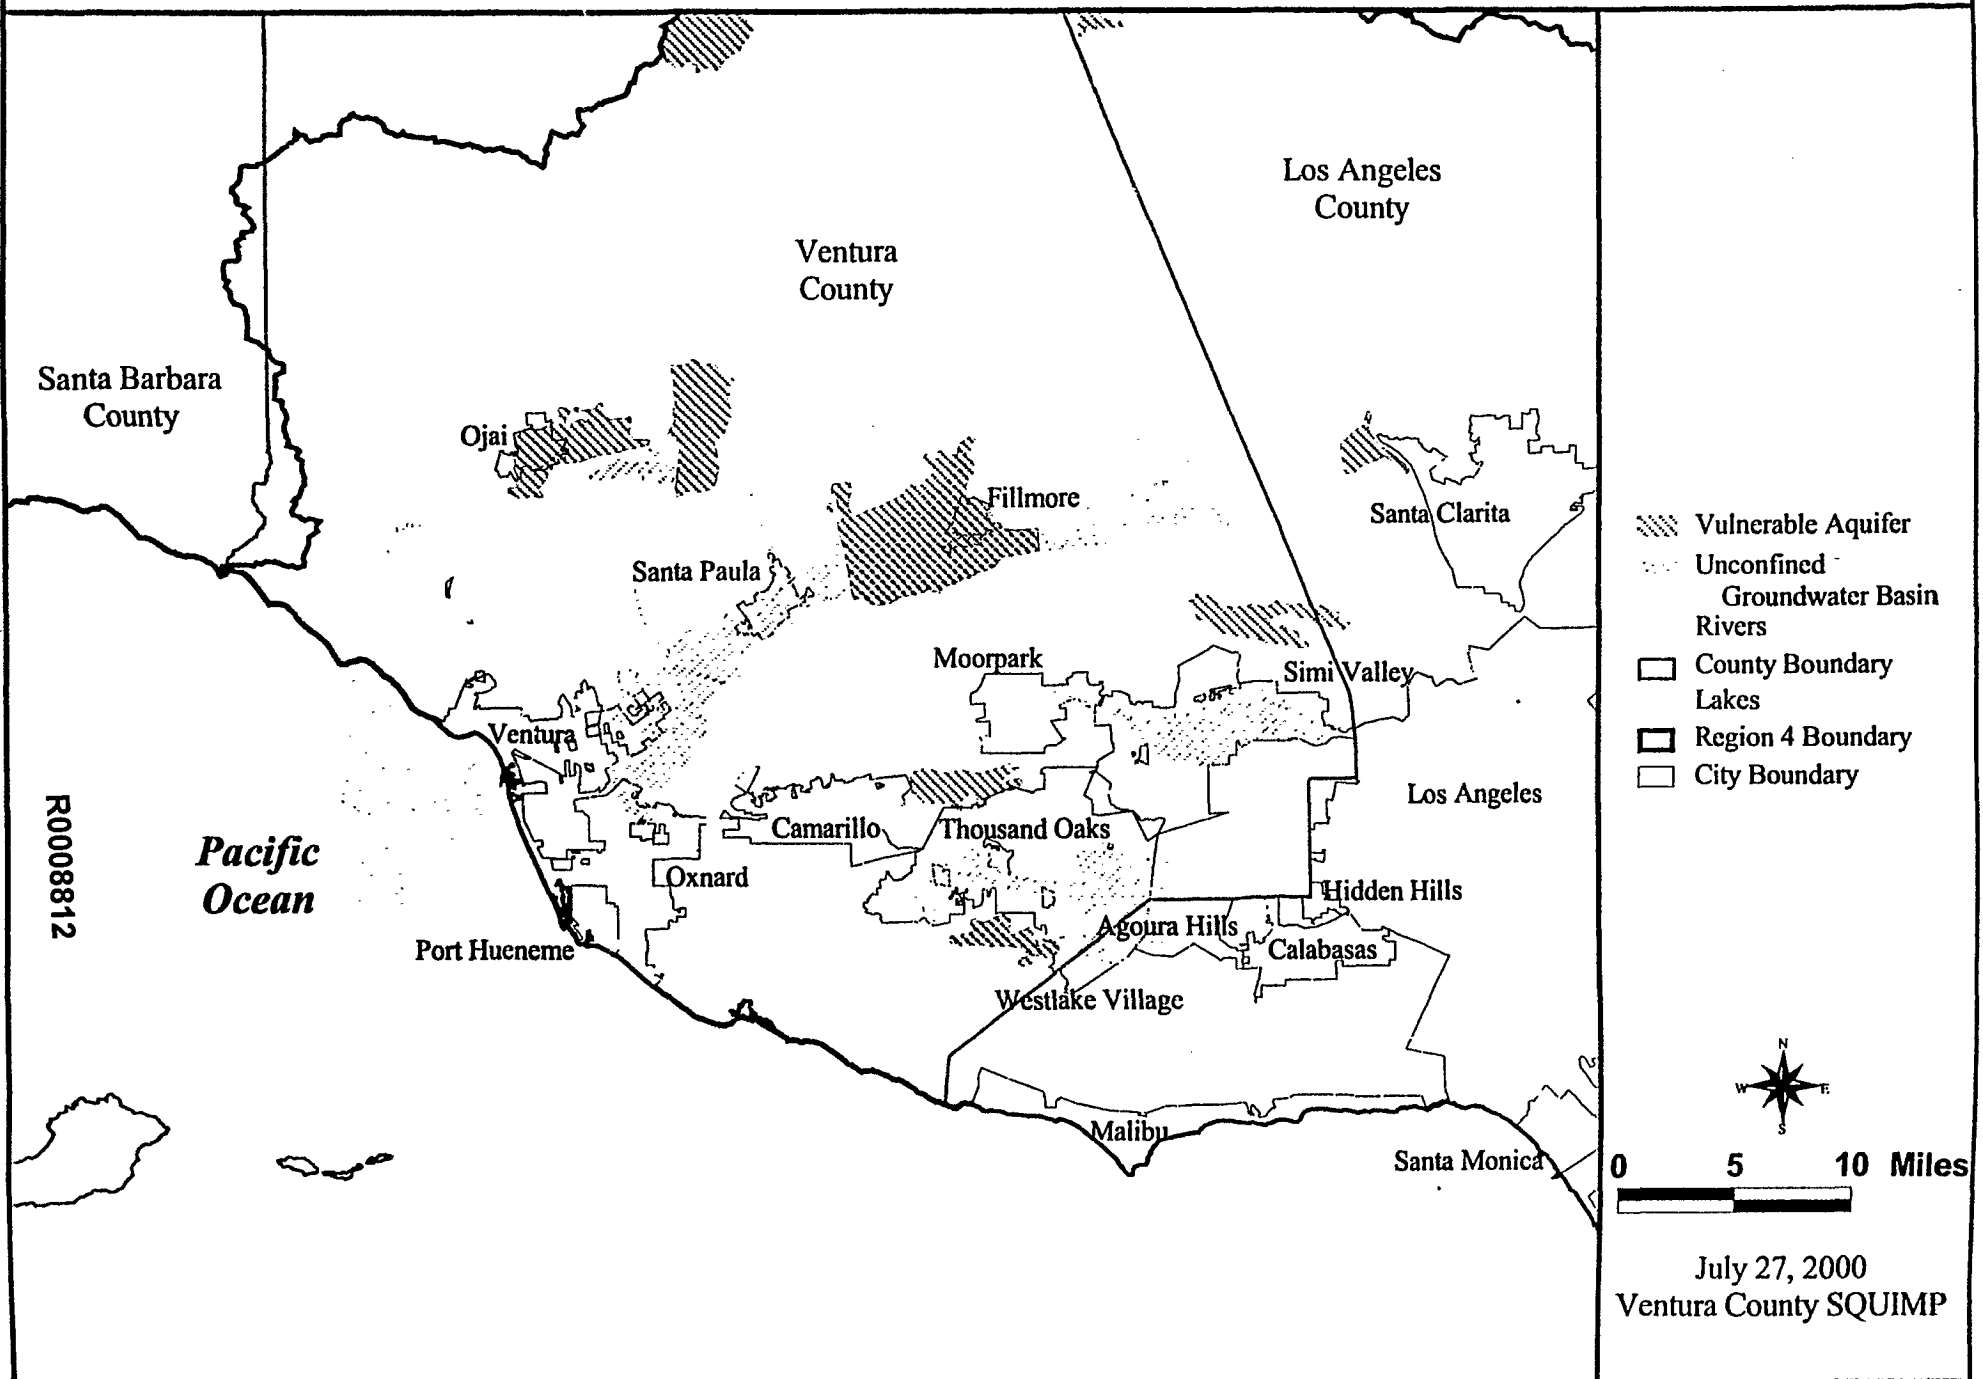 Los Angeles
County
Ventura
County
Santa Barbara
County
Ojai
Fillmore
Santa Clarita
Santa Paula
Moorpark
Simi Valley
Ventura
Los Angeles
Camarillo
Thousand Oaks
Oxnard
Hidden Hills
Agoura Hills
Calabasas
Port Hueneme
Westlake Village
Malibu
Santa Monica
Pacific
Ocean
R0008812
Vulnerable Aquifer
Unconfined
Groundwater Basin
Rivers
County Boundary
Lakes
Region 4 Boundary
City Boundary
N
W E
S
0 5 10 Miles
July 27, 2000
Ventura County SQUIMP